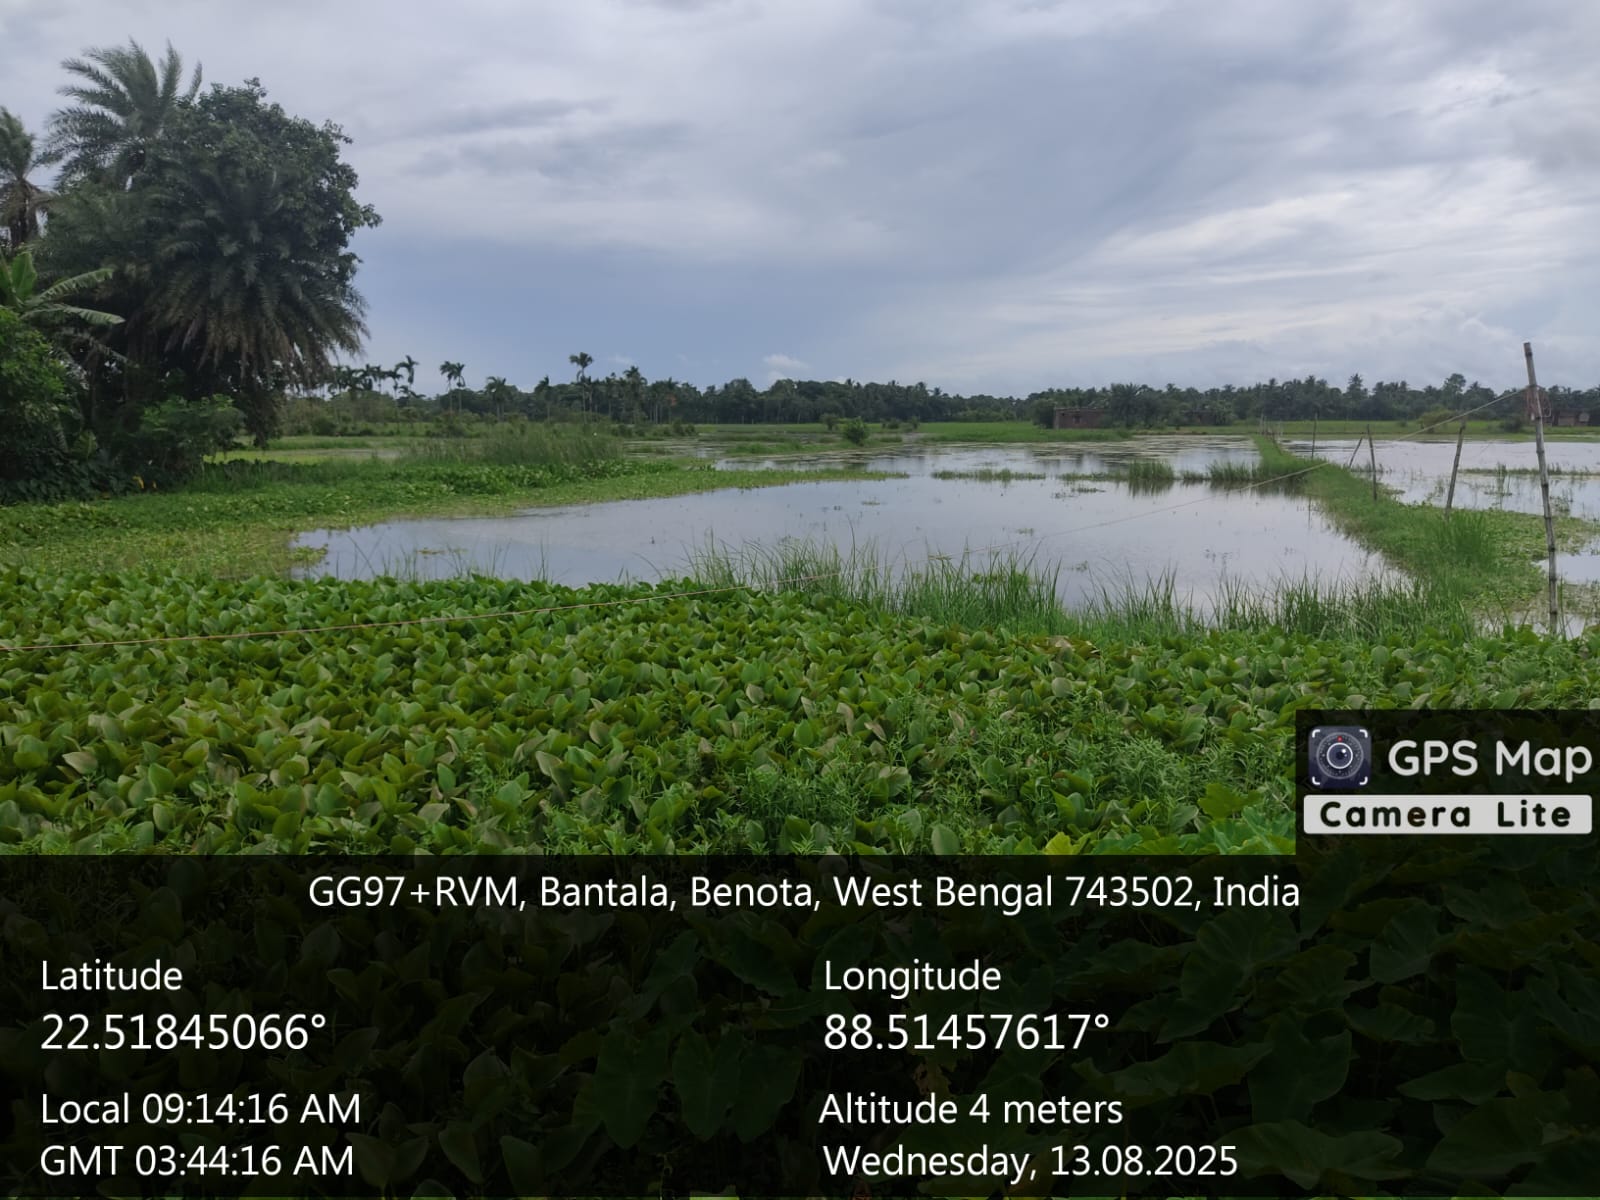 GPS Map
Camera Lite
GG97+RVM, Bantala, Benota, West Bengal 743502, India
Latitude
22.51845066°
Longitude
88.51457617°
Local 09:14:16 AM
GMT 03:44:16 AM
Altitude 4 meters
Wednesday, 13.08.2025